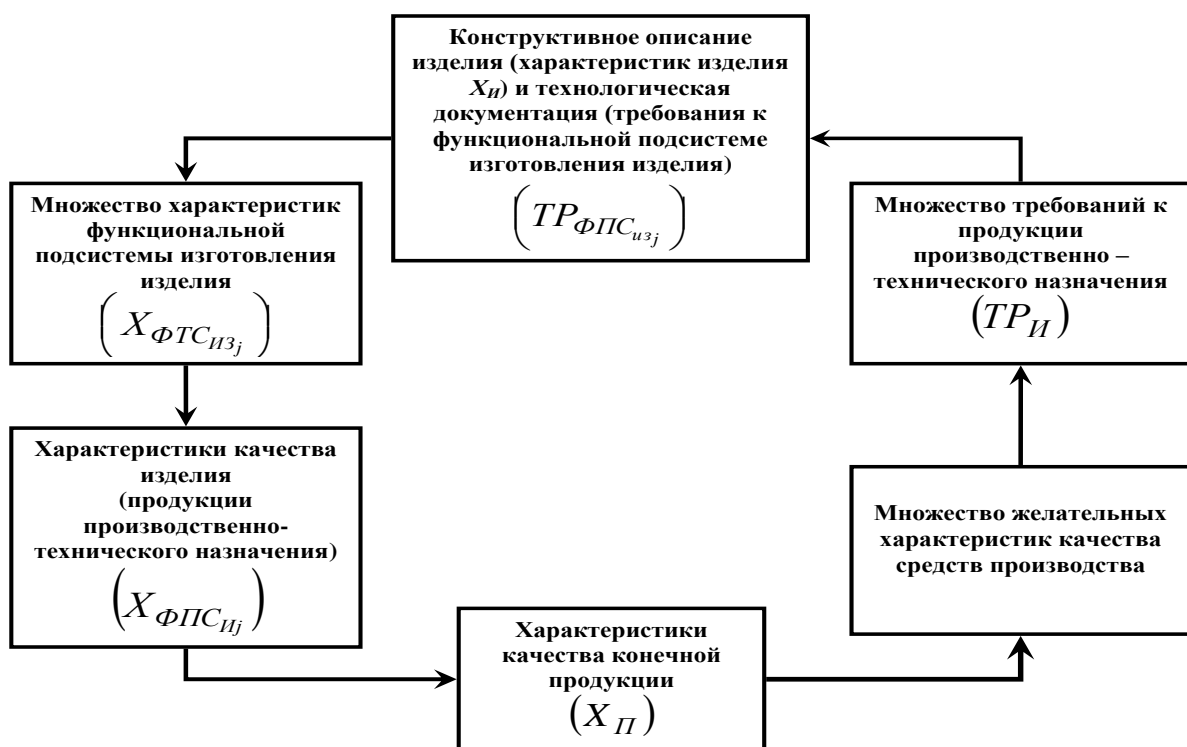 Конструктивное описание
изделия (характеристик изделия
XИ) и технологическая
документация (требования к
функциональной подсистеме
изготовления изделия)
(TPФПСизj)
Множество характеристик
функциональной
подсистемы изготовления
изделия
(XФТСИЗj)
Множество требований к
продукции
производственно –
технического назначения
(TPИ)
Характеристики качества
изделия
(продукции
производственно-
технического назначения)
(XФПСИj)
Множество желательных
характеристик качества
средств производства
Характеристики
качества конечной
продукции
(XП)